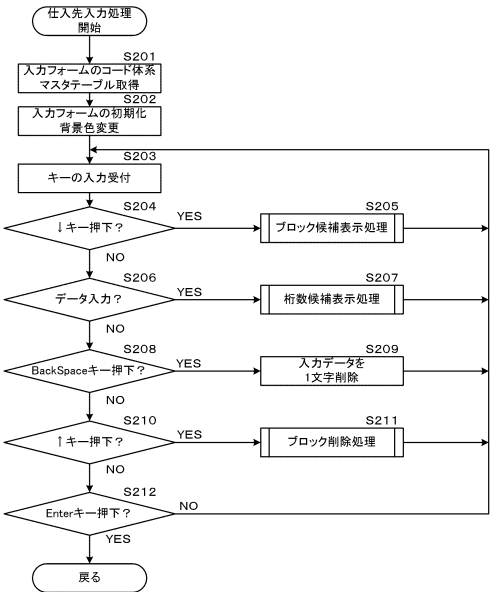 仕入先入力処理
開始
S201
入力フォームのコード体系
マスタテーブル取得
S202
入力フォームの初期化
背景色変更
S203
キーの入力受付
S204
↓キー押下？
YES
S205
ブロック候補表示処理
NO
S206
データ入力？
YES
S207
桁数候補表示処理
NO
S208
BackSpaceキー押下？
YES
S209
入力データを
1文字削除
NO
S210
↑キー押下？
YES
S211
ブロック削除処理
NO
S212
Enterキー押下？
NO
YES
戻る